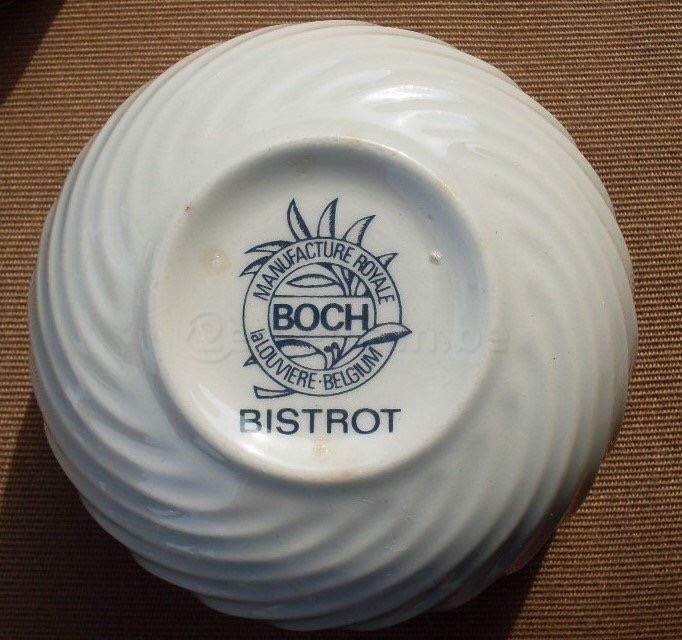 MANUFACTURE ROYALE
BOCH
la LOUVIERE · BELGIUM
BISTROT